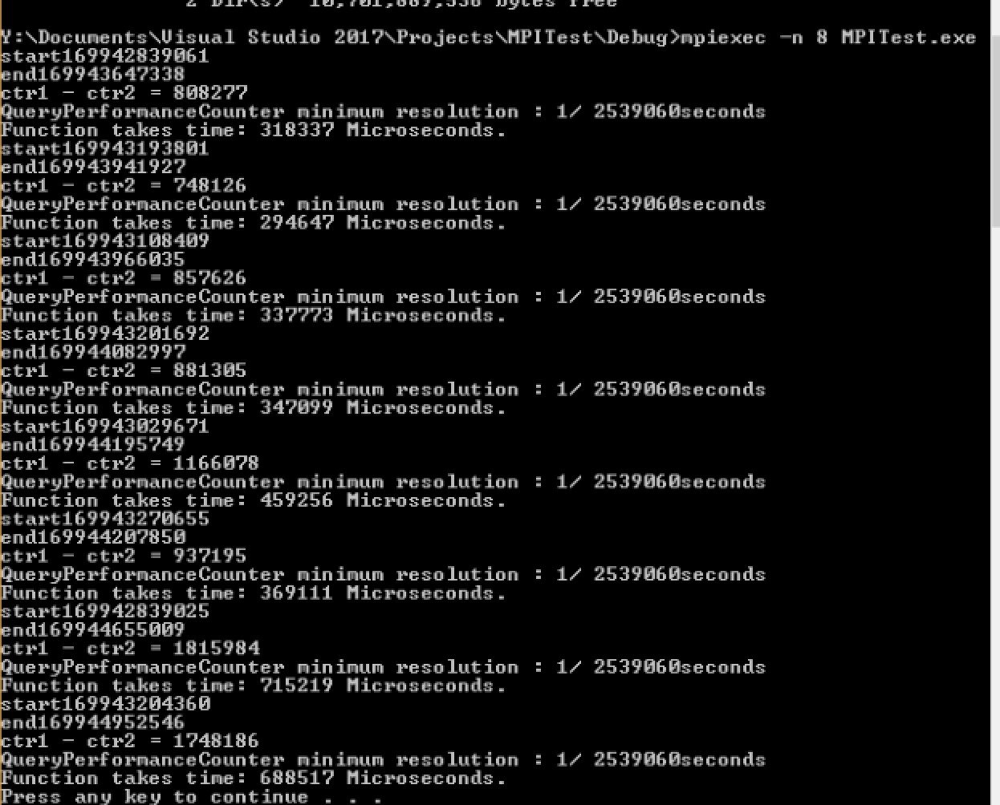 2 Dir(s) 10,701,889,536 bytes free
Y:\Documents\Visual Studio 2017\Projects\MPITest\Debug>mpiexec -n 8 MPITest.exe
start169942839061
end169943647338
ctr1 - ctr2 = 808277
QueryPerformanceCounter minimum resolution : 1/ 2539060seconds
Function takes time: 318337 Microseconds.
start169943193801
end169943941927
ctr1 - ctr2 = 748126
QueryPerformanceCounter minimum resolution : 1/ 2539060seconds
Function takes time: 294647 Microseconds.
start169943108409
end169943966035
ctr1 - ctr2 = 857626
QueryPerformanceCounter minimum resolution : 1/ 2539060seconds
Function takes time: 337773 Microseconds.
start169943201692
end169944082997
ctr1 - ctr2 = 881305
QueryPerformanceCounter minimum resolution : 1/ 2539060seconds
Function takes time: 347099 Microseconds.
start169943029671
end169944195749
ctr1 - ctr2 = 1166078
QueryPerformanceCounter minimum resolution : 1/ 2539060seconds
Function takes time: 459256 Microseconds.
start169943270655
end169944207850
ctr1 - ctr2 = 937195
QueryPerformanceCounter minimum resolution : 1/ 2539060seconds
Function takes time: 369111 Microseconds.
start169942839025
end169944655009
ctr1 - ctr2 = 1815984
QueryPerformanceCounter minimum resolution : 1/ 2539060seconds
Function takes time: 715219 Microseconds.
start169943204360
end169944952546
ctr1 - ctr2 = 1748186
QueryPerformanceCounter minimum resolution : 1/ 2539060seconds
Function takes time: 688517 Microseconds.
Press any key to continue . . .